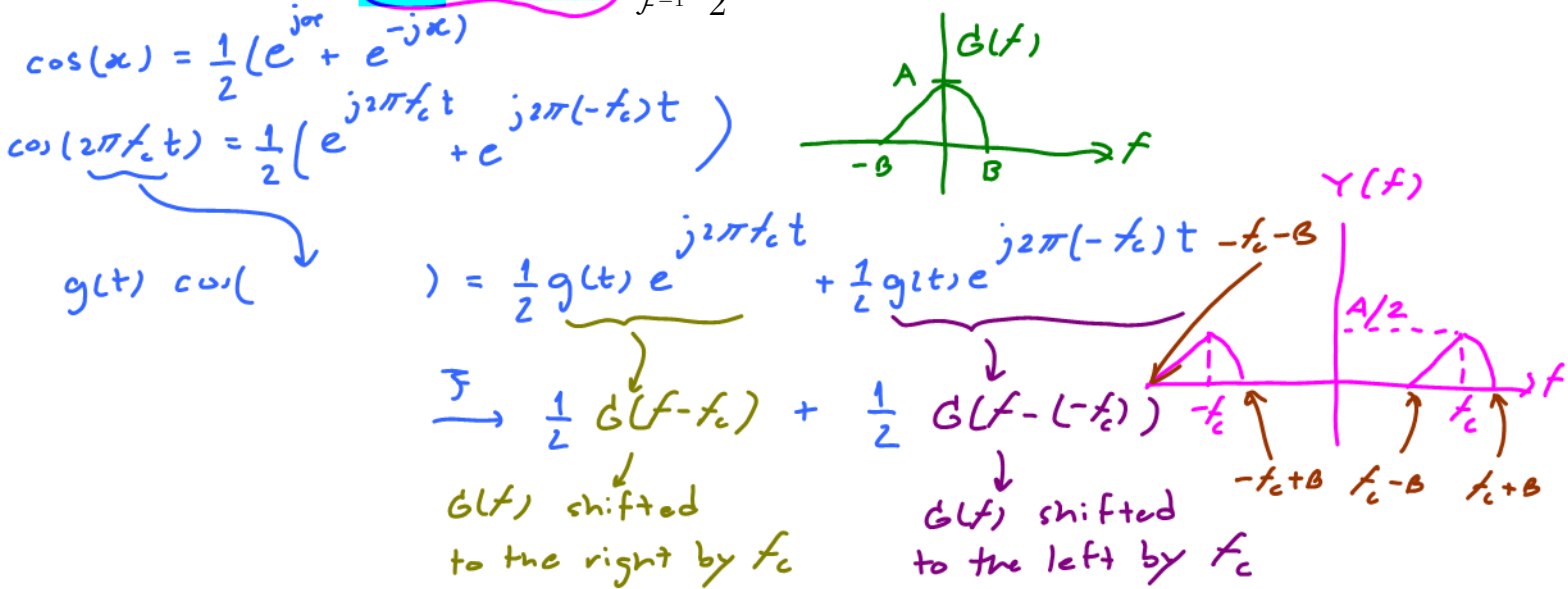 f⁻¹ 2
cos(x) = 1/2 (e^{jx} + e^{-jx})
cos(2πf_c t) = 1/2 ( e^{j2πf_c t} + e^{j2π(-f_c)t} )
G(f)
A
-B
B
f
g(t) cos( ) = 1/2 g(t) e^{j2πf_c t} + 1/2 g(t) e^{j2π(-f_c)t}
ℱ→ 1/2 G(f-f_c) + 1/2 G(f-(-f_c))
G(f) shifted
to the right by f_c
G(f) shifted
to the left by f_c
Y(f)
-f_c-B
A/2
-f_c
f_c
f
-f_c+B
f_c-B
f_c+B